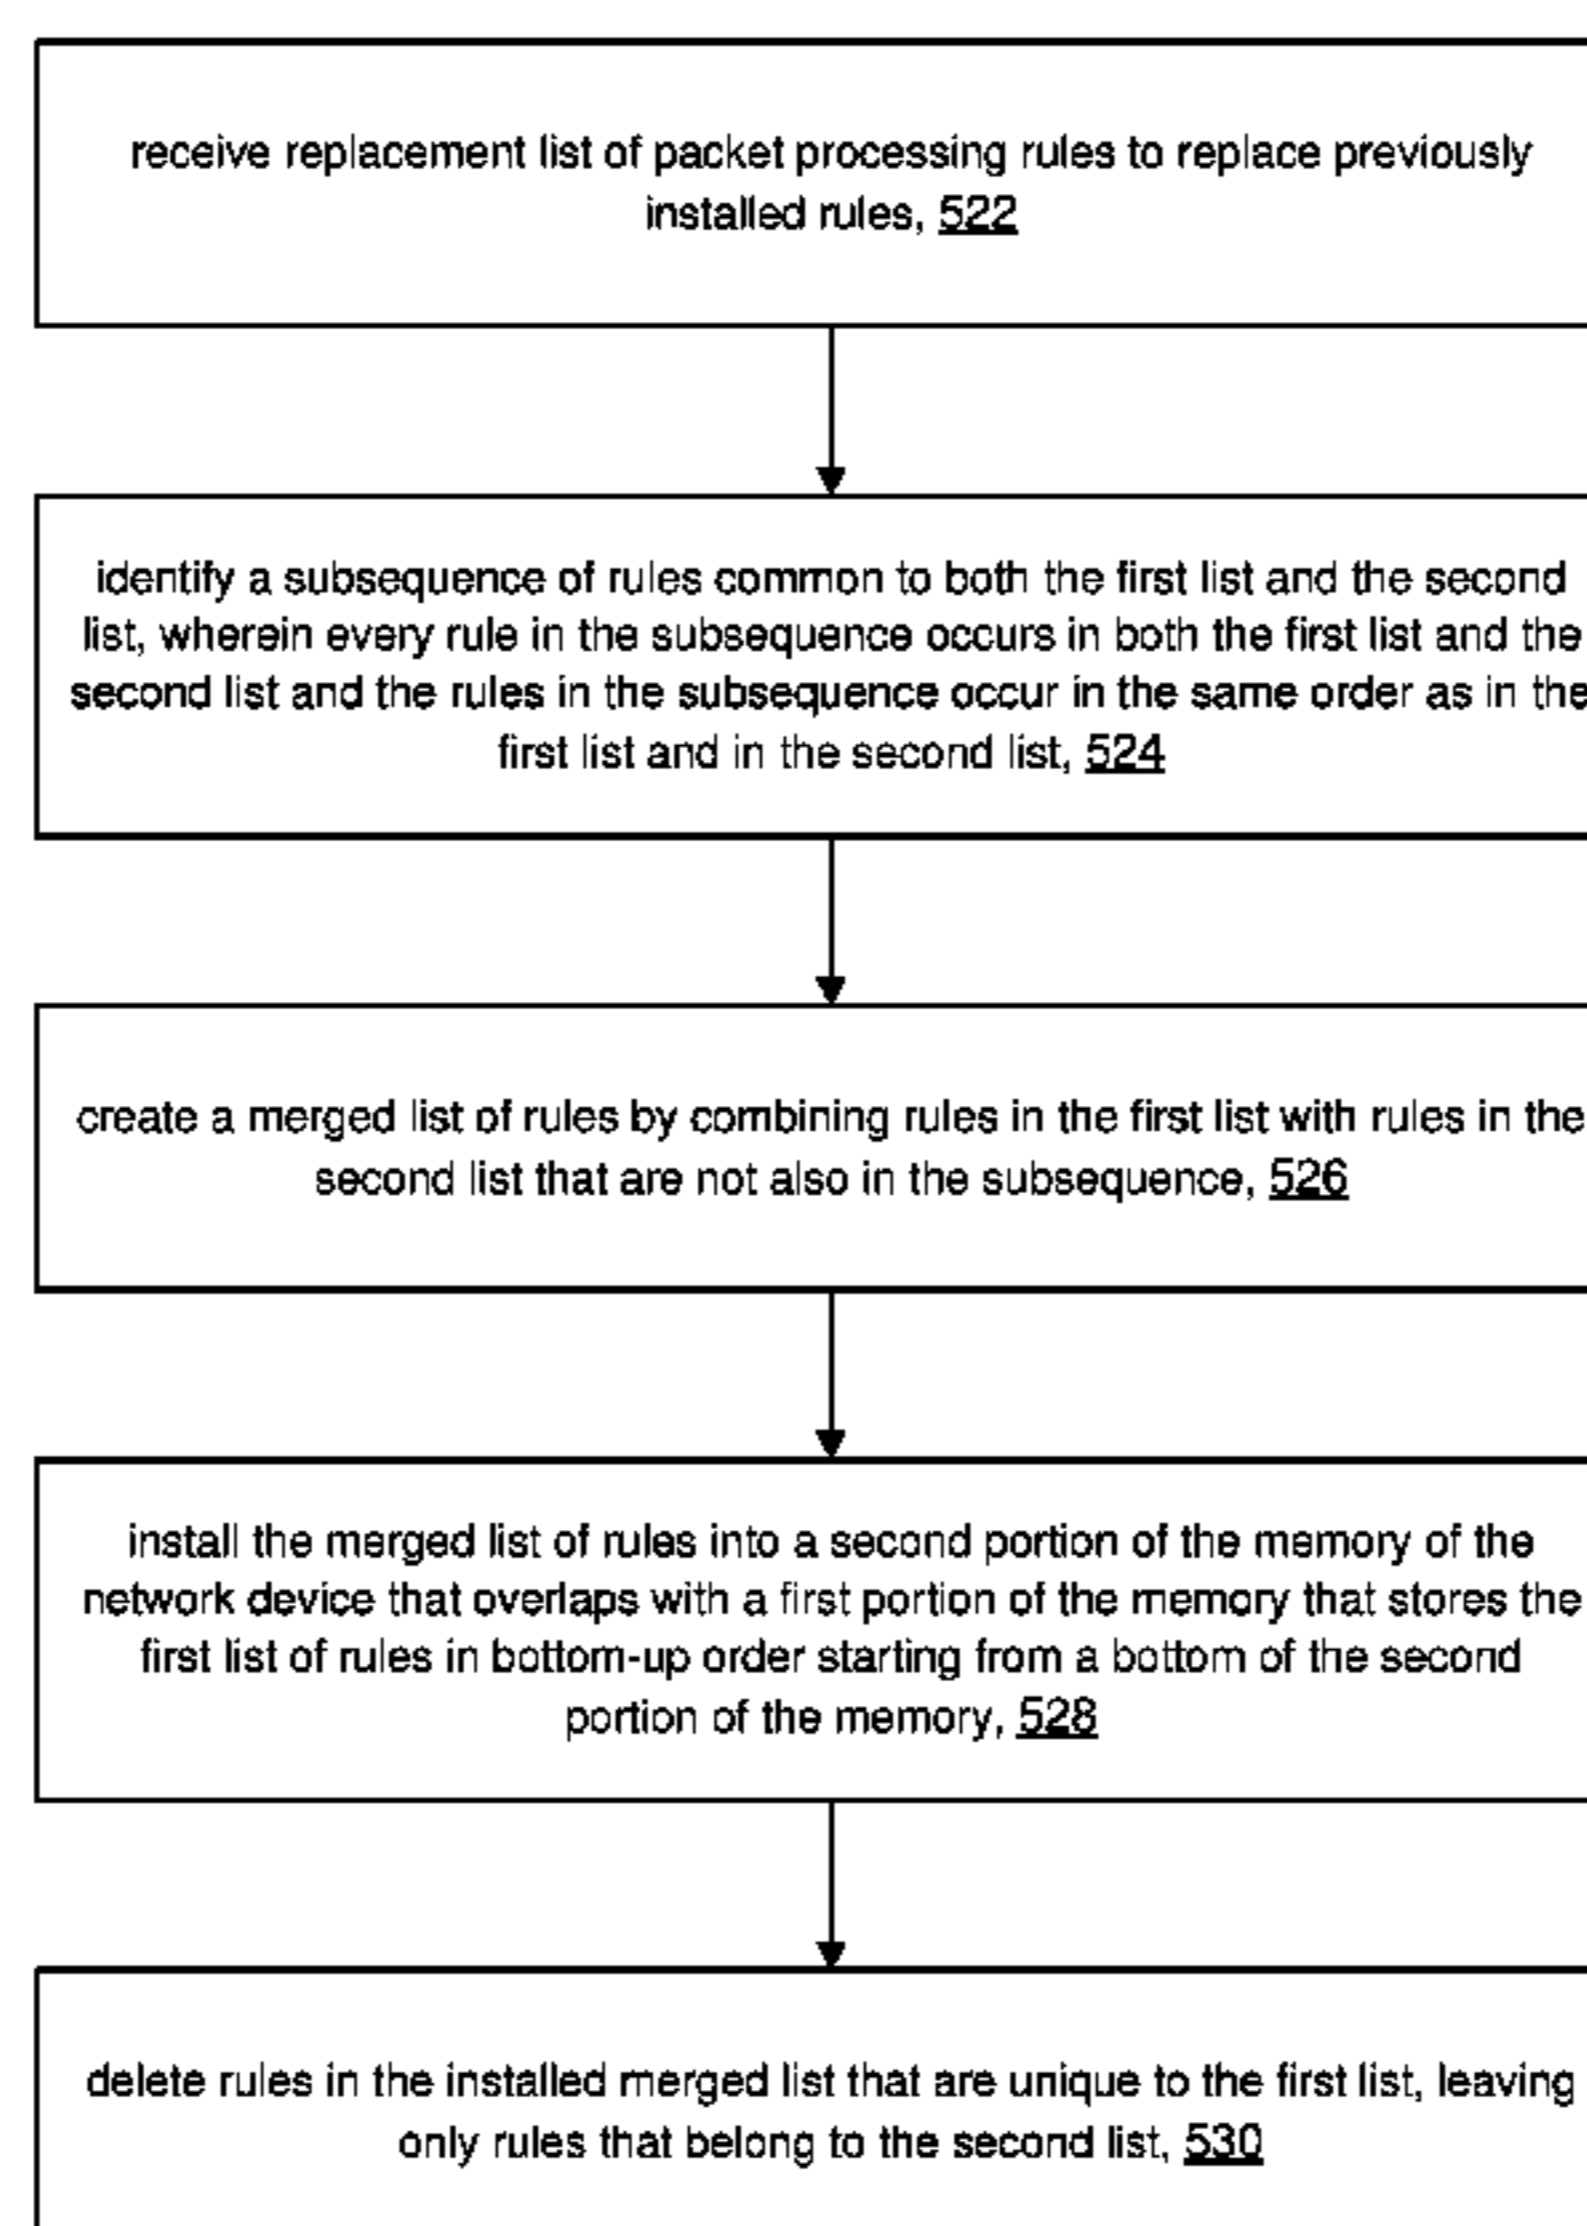 receive replacement list of packet processing rules to replace previously
installed rules, 522
identify a subsequence of rules common to both the first list and the second
list, wherein every rule in the subsequence occurs in both the first list and the
second list and the rules in the subsequence occur in the same order as in the
first list and in the second list, 524
create a merged list of rules by combining rules in the first list with rules in the
second list that are not also in the subsequence, 526
install the merged list of rules into a second portion of the memory of the
network device that overlaps with a first portion of the memory that stores the
first list of rules in bottom-up order starting from a bottom of the second
portion of the memory, 528
delete rules in the installed merged list that are unique to the first list, leaving
only rules that belong to the second list, 530